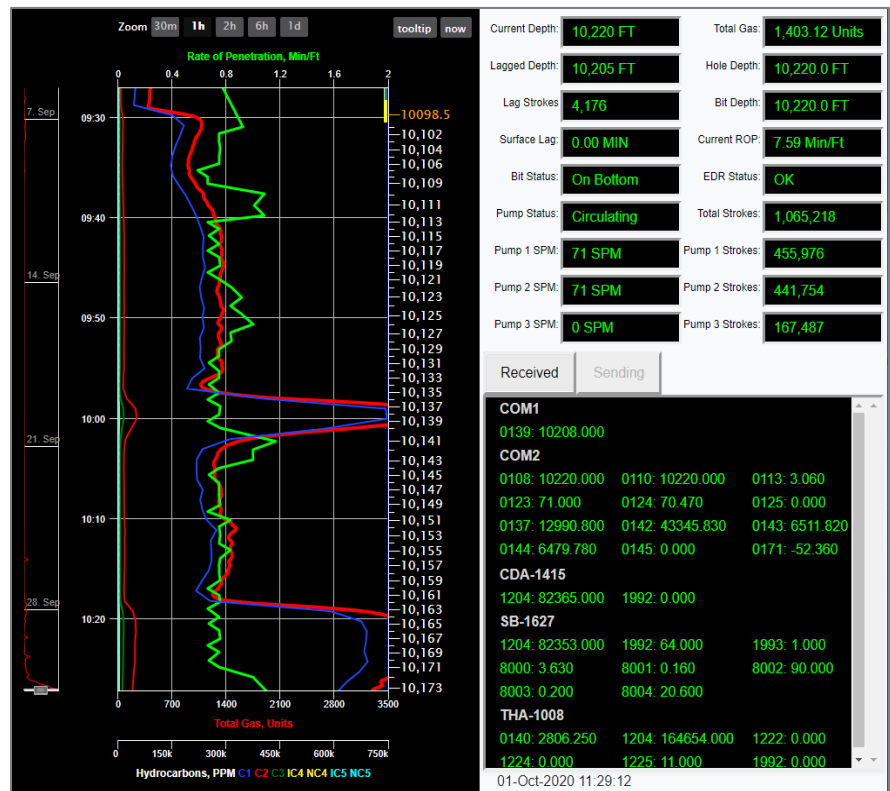 Zoom 30m 1h 2h 6h 1d tooltip now
Rate of Penetration, Min/Ft
0 0.4 0.8 1.2 1.6 2
7. Sep
14. Sep
21. Sep
28. Sep
09:30
09:40
09:50
10:00
10:10
10:20
10098.5
10,102
10,104
10,106
10,109
10,111
10,113
10,115
10,117
10,119
10,121
10,123
10,125
10,127
10,129
10,131
10,133
10,135
10,137
10,139
10,141
10,143
10,145
10,147
10,149
10,151
10,153
10,155
10,157
10,159
10,161
10,163
10,165
10,167
10,169
10,171
10,173
0 700 1400 2100 2800 3500
Total Gas, Units
0 150k 300k 450k 600k 750k
Hydrocarbons, PPM C1 C2 C3 IC4 NC4 IC5 NC5
Current Depth: 10,220 FT Total Gas: 1,403.12 Units
Lagged Depth: 10,205 FT Hole Depth: 10,220.0 FT
Lag Strokes 4,176 Bit Depth: 10,220.0 FT
Surface Lag: 0.00 MIN Current ROP: 7.59 Min/Ft
Bit Status: On Bottom EDR Status: OK
Pump Status: Circulating Total Strokes: 1,065,218
Pump 1 SPM: 71 SPM Pump 1 Strokes: 455,976
Pump 2 SPM: 71 SPM Pump 2 Strokes: 441,754
Pump 3 SPM: 0 SPM Pump 3 Strokes: 167,487
Received Sending
COM1
0139: 10208.000
COM2
0108: 10220.000 0110: 10220.000 0113: 3.060
0123: 71.000 0124: 70.470 0125: 0.000
0137: 12990.800 0142: 43345.830 0143: 6511.820
0144: 6479.780 0145: 0.000 0171: -52.360
CDA-1415
1204: 82365.000 1992: 0.000
SB-1627
1204: 82353.000 1992: 64.000 1993: 1.000
8000: 3.630 8001: 0.160 8002: 90.000
8003: 0.200 8004: 20.600
THA-1008
0140: 2806.250 1204: 164654.000 1222: 0.000
1224: 0.000 1225: 11.000 1992: 0.000
01-Oct-2020 11:29:12